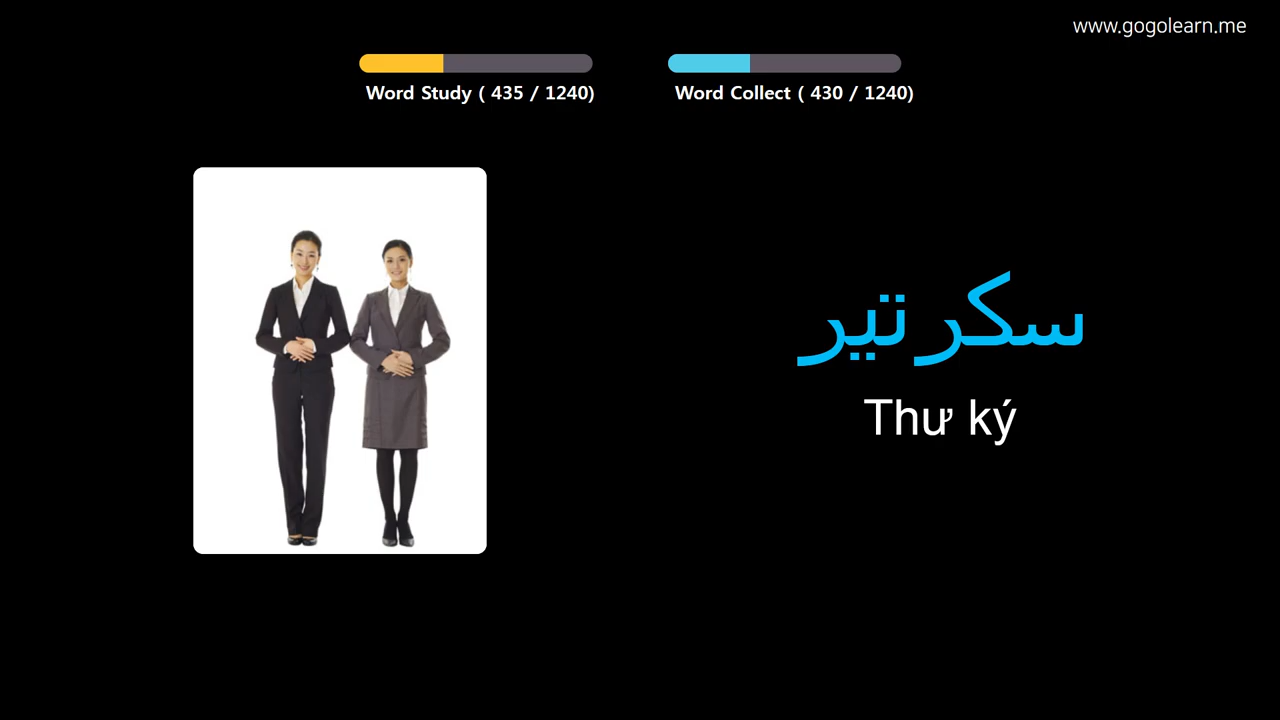 www.gogolearn.me
Word Study ( 435 / 1240)
Word Collect ( 430 / 1240)
سکرتیر
Thư ký